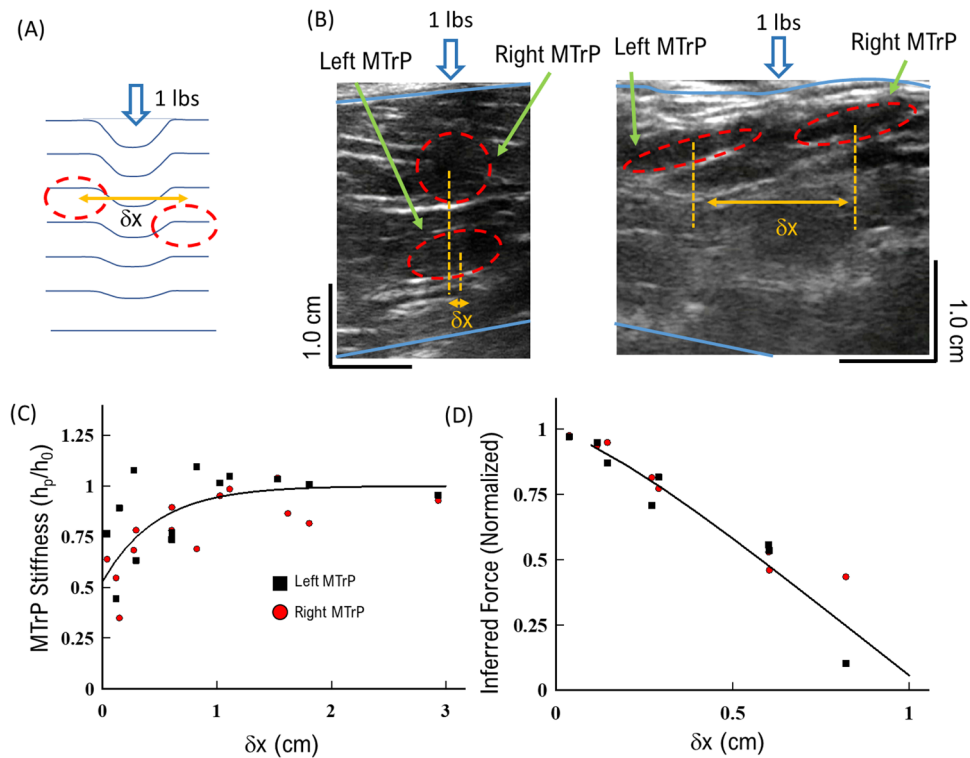 (A)
1 lbs
δx
(B)
1 lbs
Left MTrP
Right MTrP
δx
1.0 cm
1 lbs
Left MTrP
Right MTrP
δx
1.0 cm
(C)
MTrP Stiffness (hp/h0)
1.25
1
0.75
0.5
0.25
0
0
1
2
3
δx (cm)
Left MTrP
Right MTrP
(D)
Inferred Force (Normalized)
1
0.75
0.5
0.25
0
0
0.5
1
δx (cm)